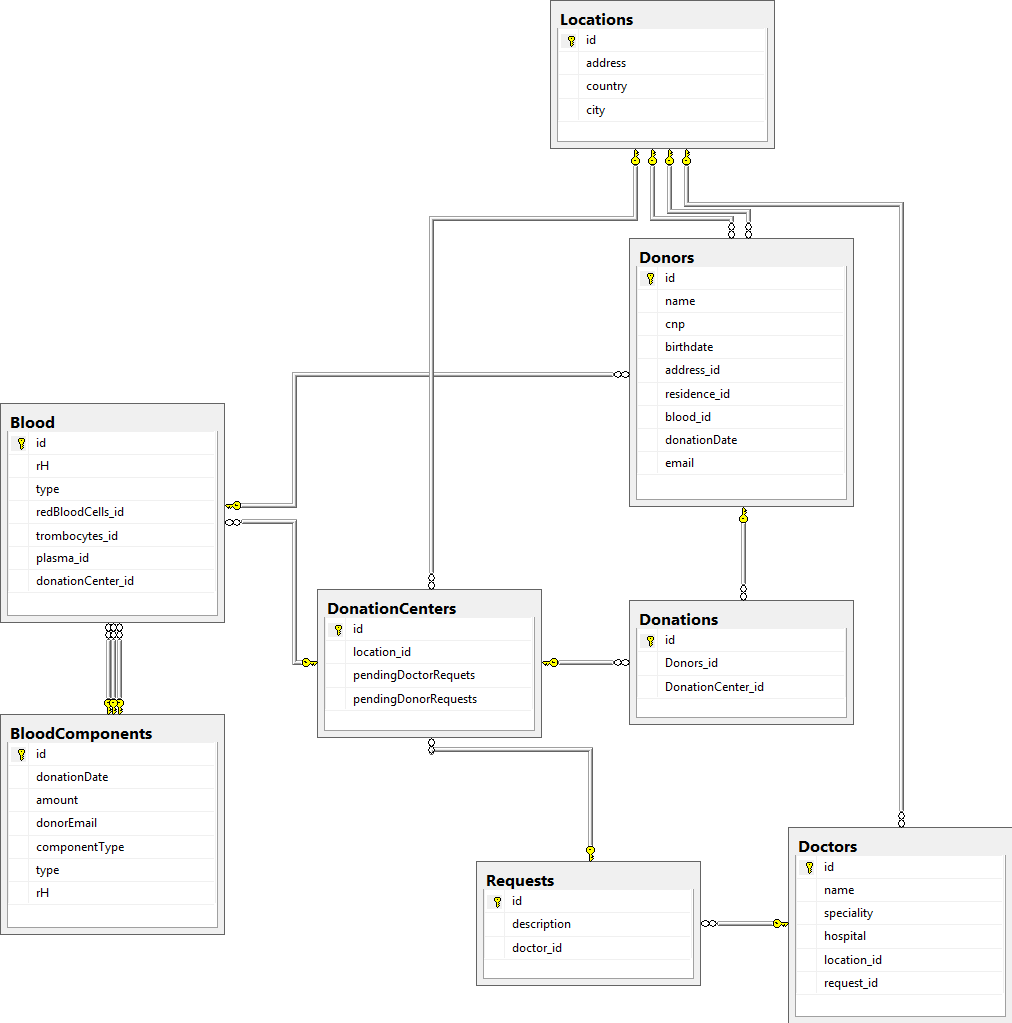 Locations
id
address
country
city
Donors
id
name
cnp
birthdate
address_id
residence_id
blood_id
donationDate
email
Blood
id
rH
type
redBloodCells_id
trombocytes_id
plasma_id
donationCenter_id
DonationCenters
id
location_id
pendingDoctorRequets
pendingDonorRequests
Donations
id
Donors_id
DonationCenter_id
BloodComponents
id
donationDate
amount
donorEmail
componentType
type
rH
Requests
id
description
doctor_id
Doctors
id
name
speciality
hospital
location_id
request_id